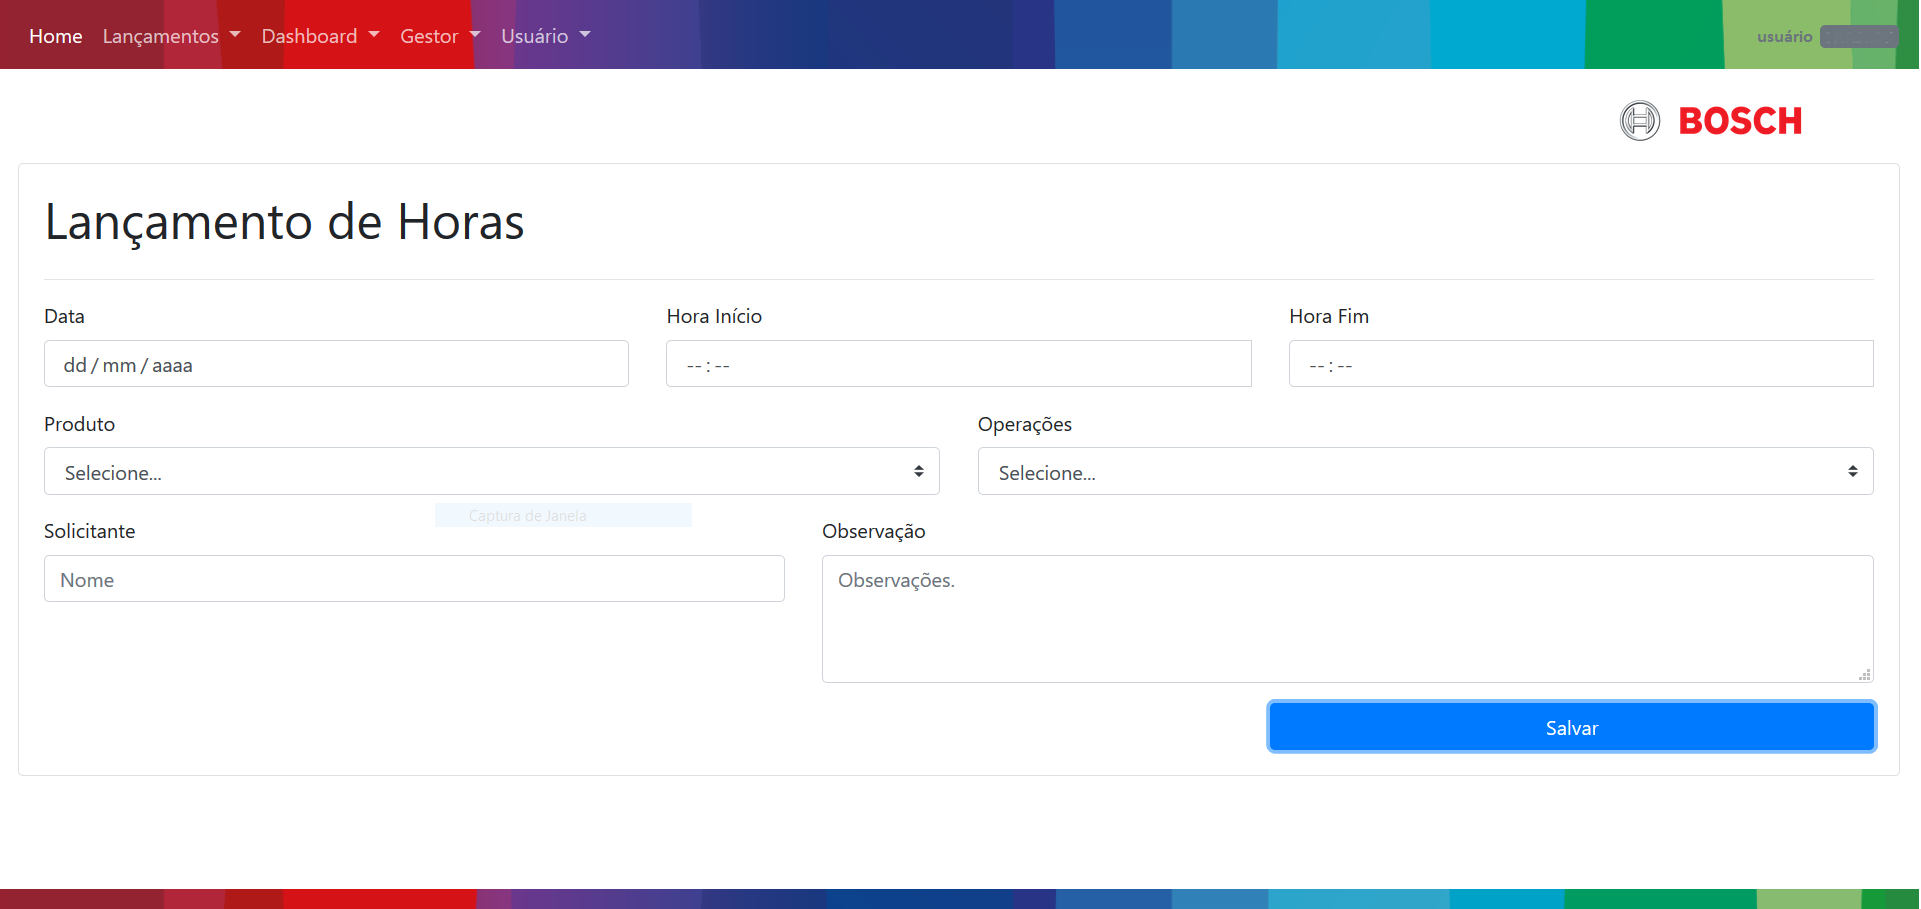 Home Lançamentos Dashboard Gestor Usuário usuário
BOSCH
Lançamento de Horas
Data Hora Início Hora Fim
dd/mm/aaaa --:-- --:--
Produto Operações
Selecione... Selecione...
Captura de Janela
Solicitante Observação
Nome Observações.
Salvar